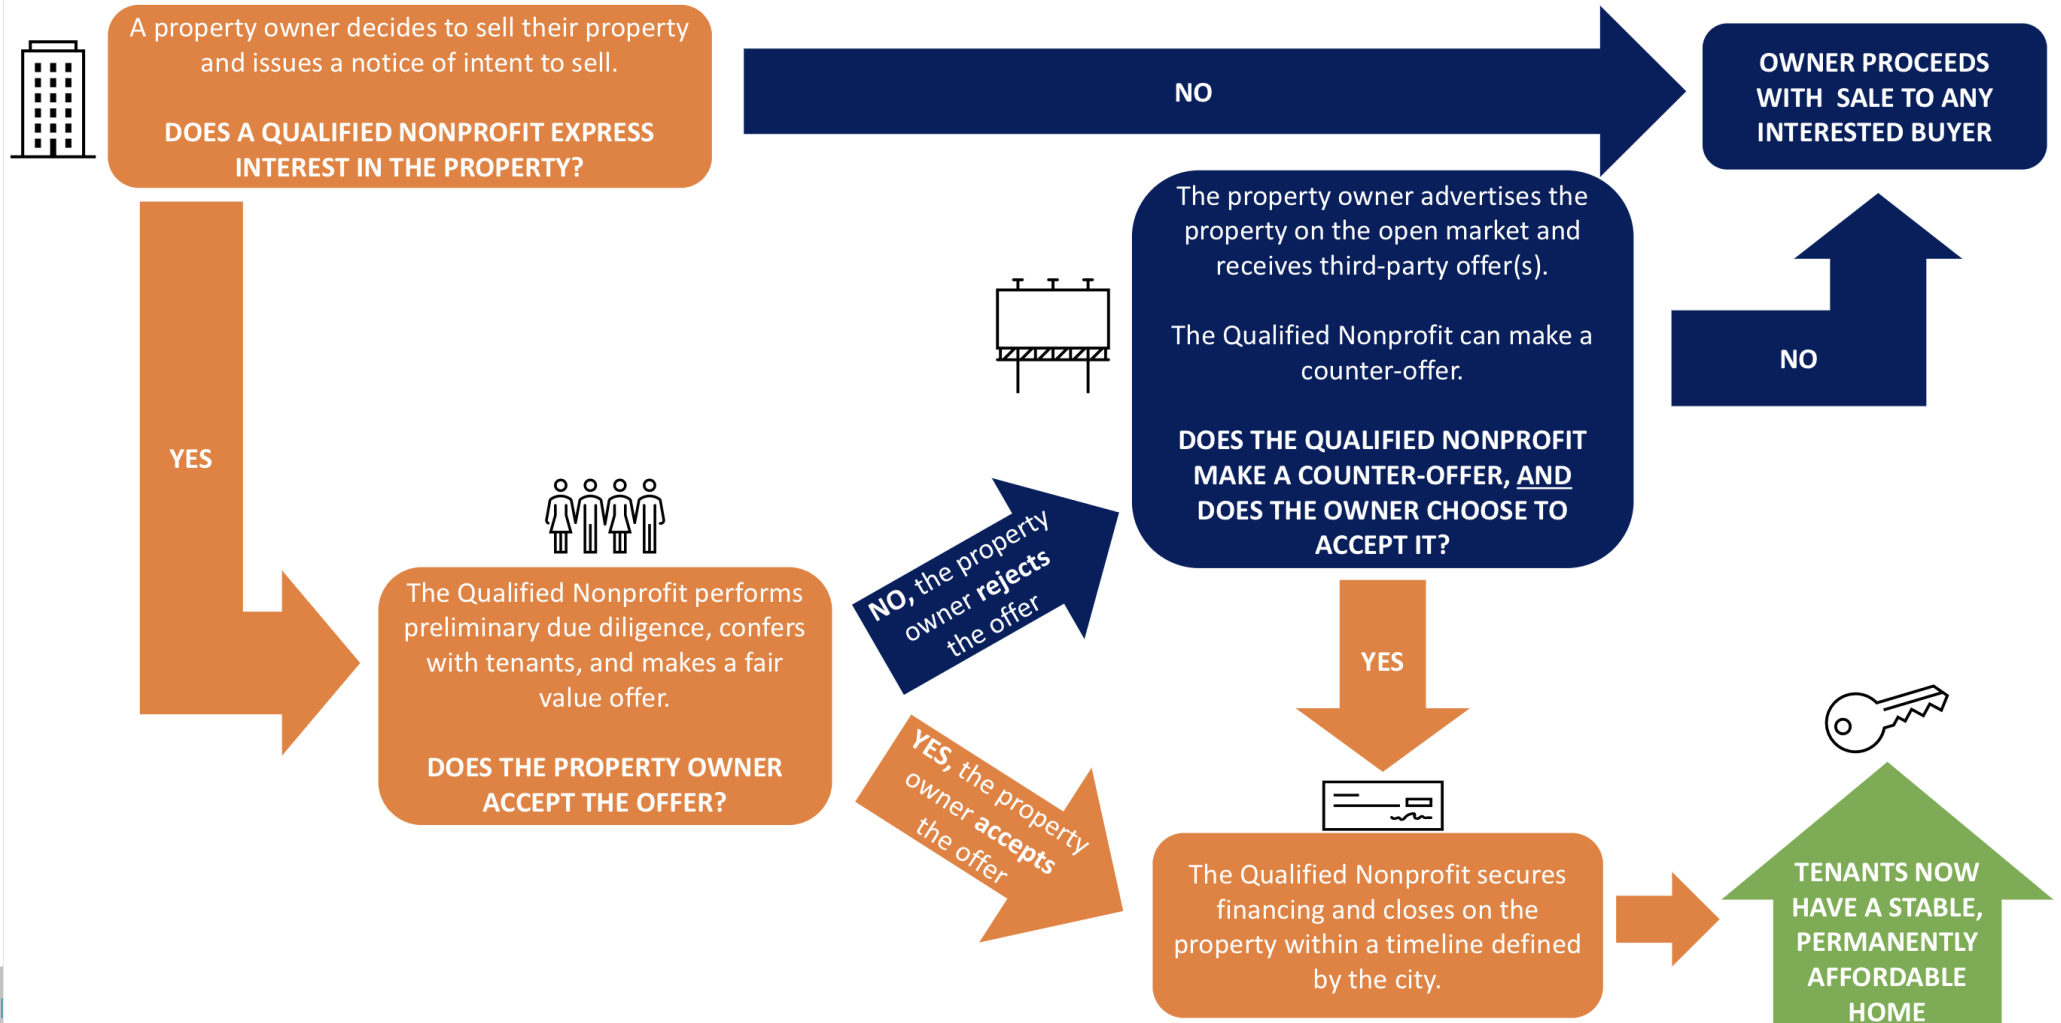 A property owner decides to sell their property
and issues a notice of intent to sell.
DOES A QUALIFIED NONPROFIT EXPRESS
INTEREST IN THE PROPERTY?
NO
OWNER PROCEEDS
WITH SALE TO ANY
INTERESTED BUYER
YES
The Qualified Nonprofit performs
preliminary due diligence, confers
with tenants, and makes a fair
value offer.
DOES THE PROPERTY OWNER
ACCEPT THE OFFER?
NO, the property
owner rejects
the offer
The property owner advertises the
property on the open market and
receives third-party offer(s).
The Qualified Nonprofit can make a
counter-offer.
DOES THE QUALIFIED NONPROFIT
MAKE A COUNTER-OFFER, AND
DOES THE OWNER CHOOSE TO
ACCEPT IT?
NO
YES
YES, the property
owner accepts
the offer
The Qualified Nonprofit secures
financing and closes on the
property within a timeline defined
by the city.
TENANTS NOW
HAVE A STABLE,
PERMANENTLY
AFFORDABLE
HOME